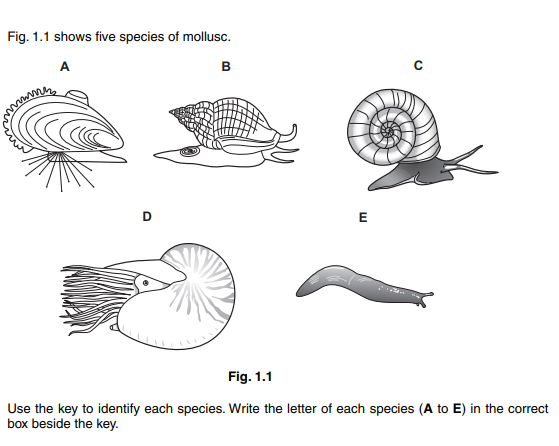 Fig. 1.1 shows five species of mollusc.
A
B
C
D
E
Fig. 1.1
Use the key to identify each species. Write the letter of each species (A to E) in the correct
box beside the key.